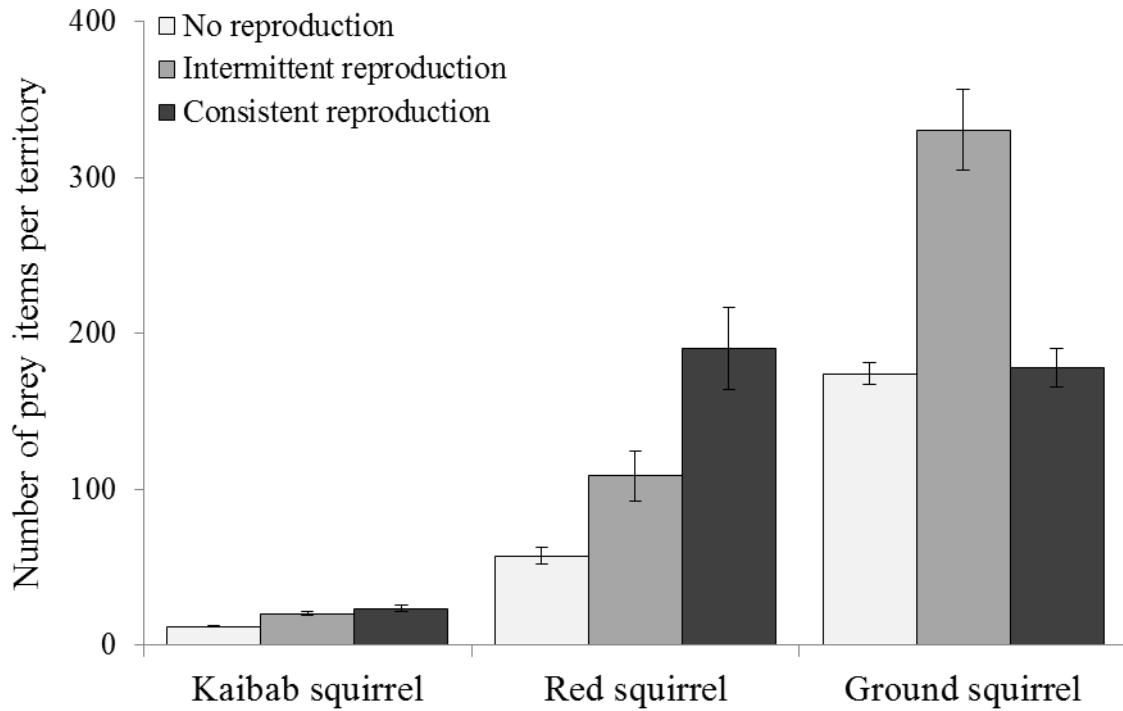 Number of prey items per territory
400
300
200
100
0
No reproduction
Intermittent reproduction
Consistent reproduction
Kaibab squirrel
Red squirrel
Ground squirrel